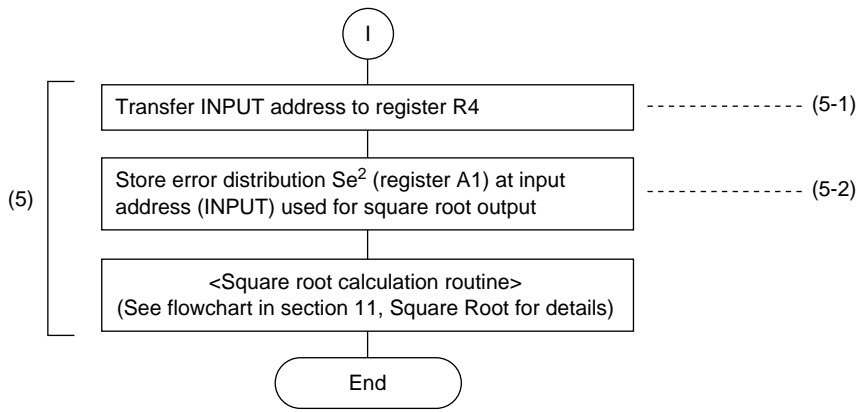 I
Transfer INPUT address to register R4
(5-1)
(5)
Store error distribution Se² (register A1) at input
address (INPUT) used for square root output
(5-2)
<Square root calculation routine>
(See flowchart in section 11, Square Root for details)
End